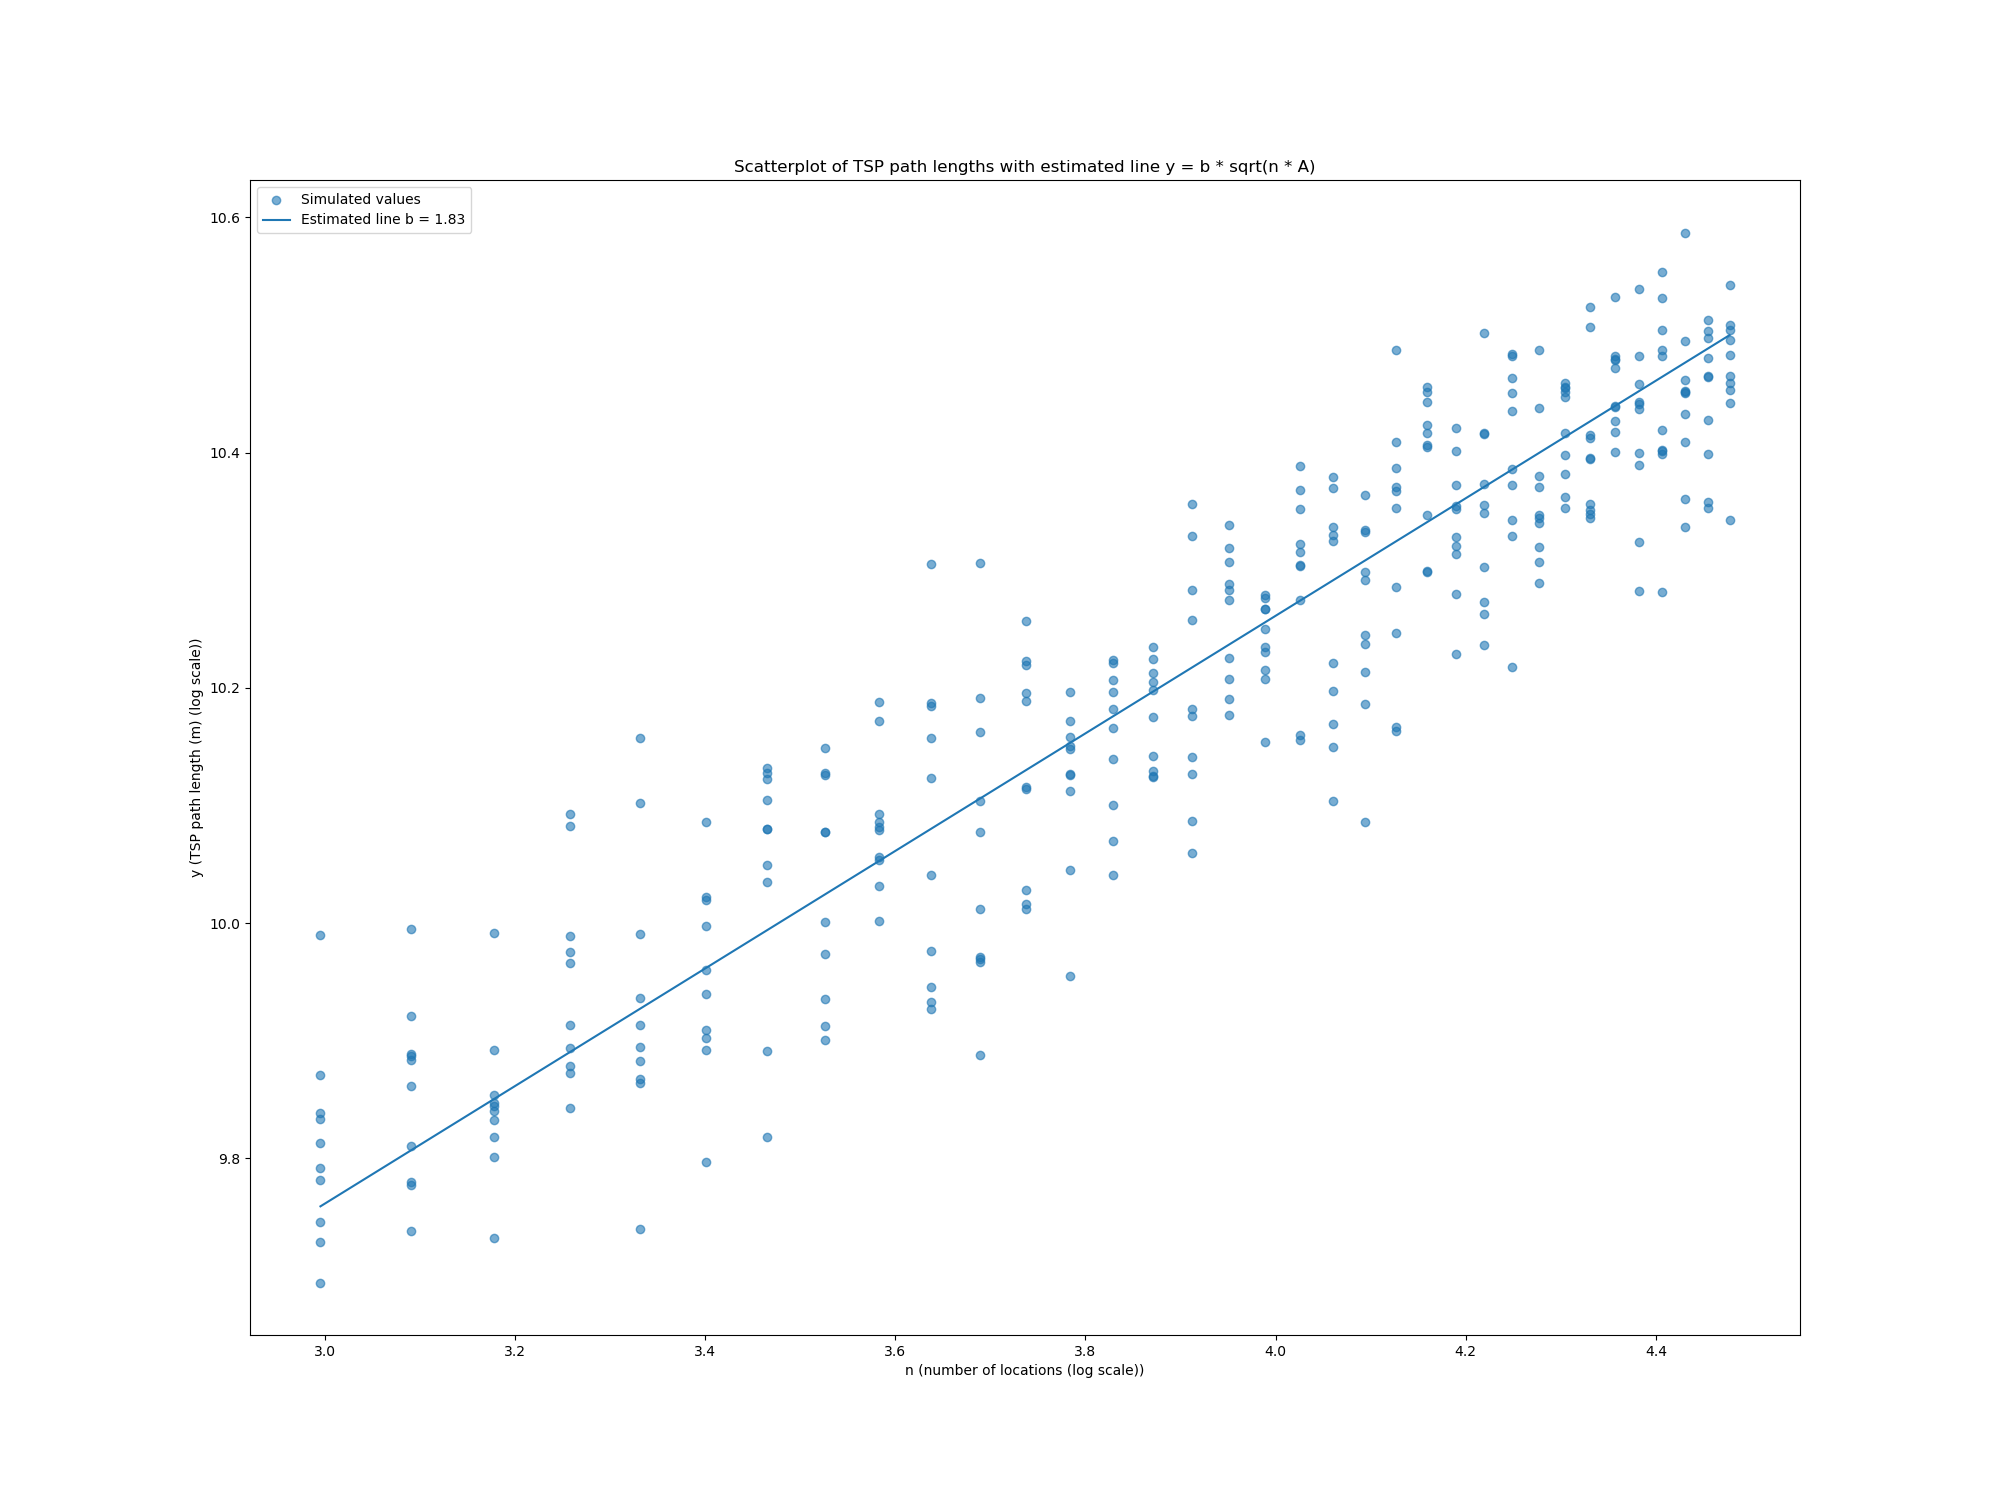 Scatterplot of TSP path lengths with estimated line y = b * sqrt(n * A)
Simulated values
Estimated line b = 1.83
10.6
10.4
10.2
10.0
9.8
y (TSP path length (m) (log scale))
3.0 3.2 3.4 3.6 3.8 4.0 4.2 4.4
n (number of locations (log scale))